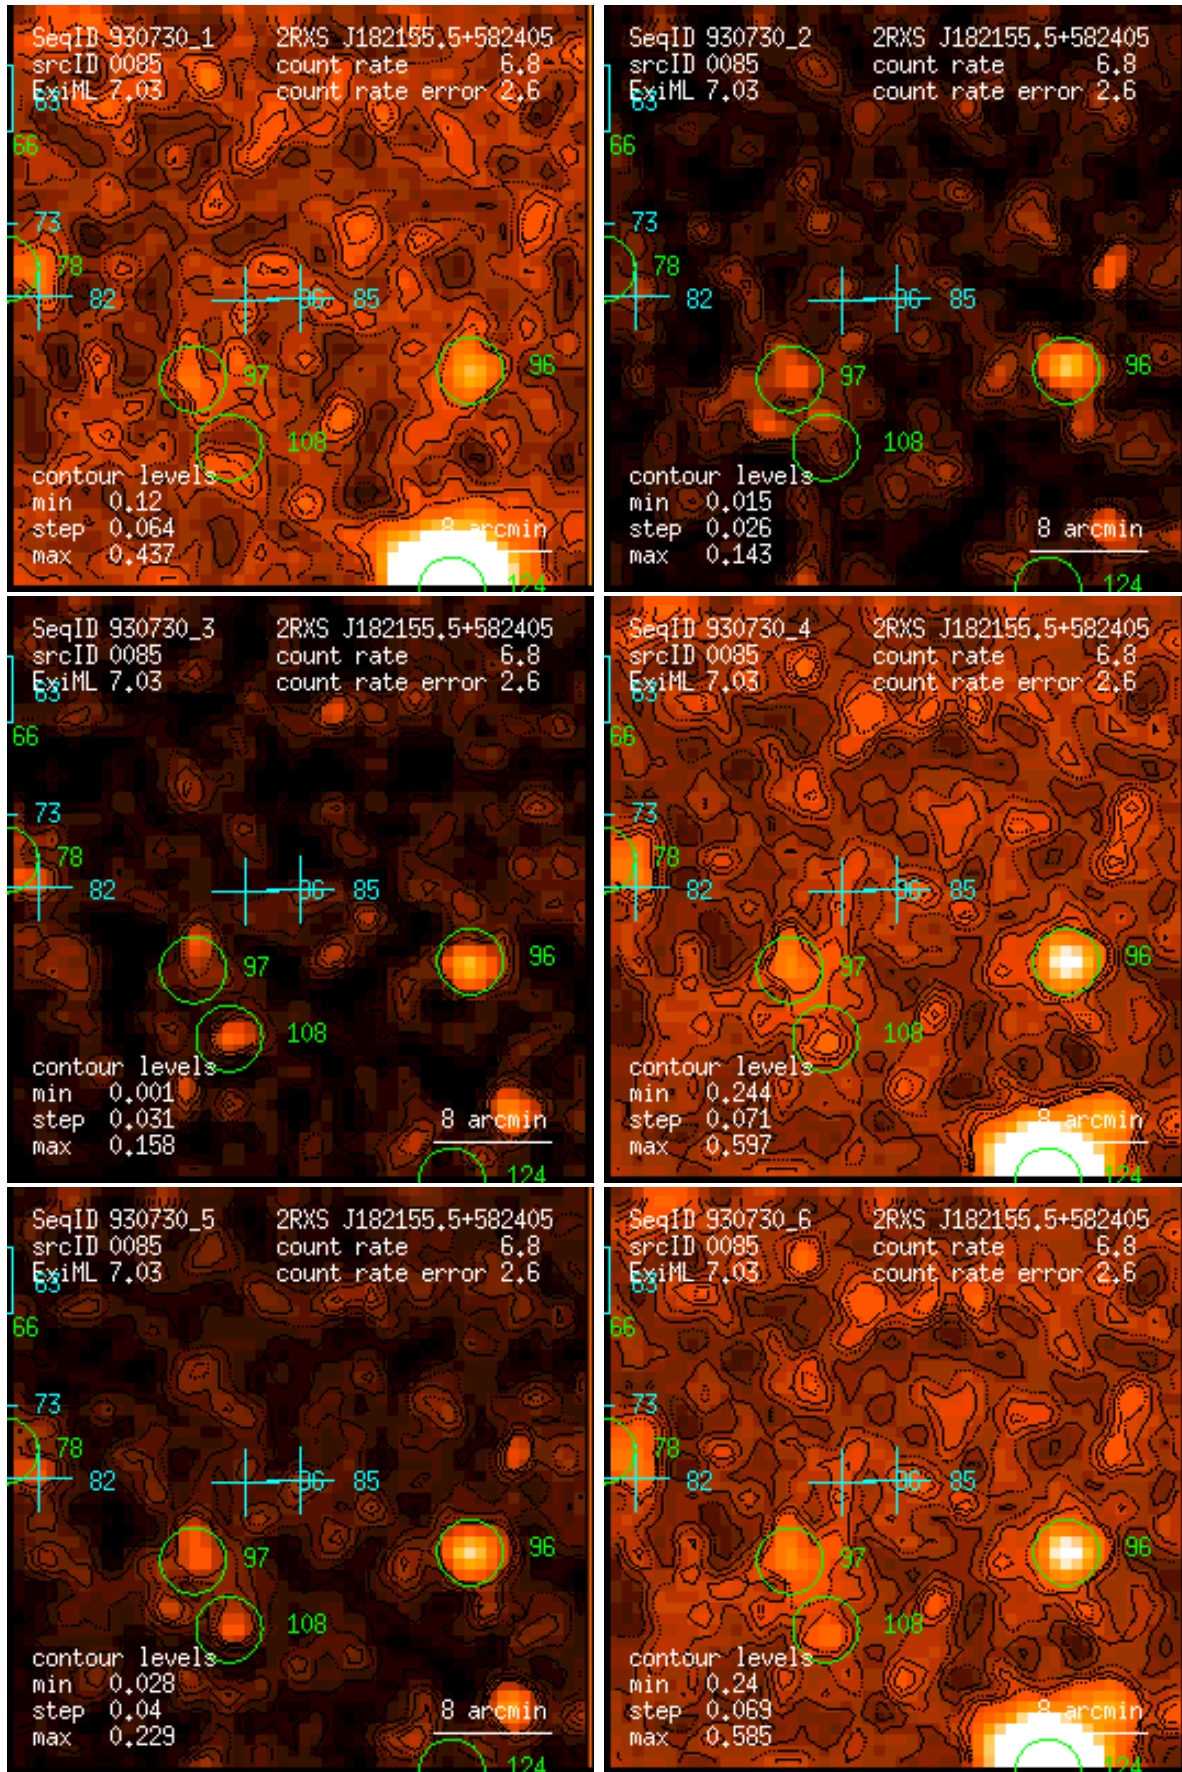 SeqID 930730_1 2RXS J182155.5+582405
srcID 0085 count rate 6.8
ExiML 7.03 count rate error 2.6
63
66
73
78
82 86 85
97 96
108
contour levels
min 0.12
step 0.064 8 arcmin
max 0.437
124
SeqID 930730_2 2RXS J182155.5+582405
srcID 0085 count rate 6.8
ExiML 7.03 count rate error 2.6
63
66
73
78
82 86 85
97 96
108
contour levels
min 0.015
step 0.026 8 arcmin
max 0.143
124
SeqID 930730_3 2RXS J182155.5+582405
srcID 0085 count rate 6.8
ExiML 7.03 count rate error 2.6
63
66
73
78
82 86 85
97 96
108
contour levels
min 0.001
step 0.031 8 arcmin
max 0.158
124
SeqID 930730_4 2RXS J182155.5+582405
srcID 0085 count rate 6.8
ExiML 7.03 count rate error 2.6
63
66
73
78
82 86 85
97 96
108
contour levels
min 0.244
step 0.071 8 arcmin
max 0.597
124
SeqID 930730_5 2RXS J182155.5+582405
srcID 0085 count rate 6.8
ExiML 7.03 count rate error 2.6
63
66
73
78
82 86 85
97 96
108
contour levels
min 0.028
step 0.04 8 arcmin
max 0.229
124
SeqID 930730_6 2RXS J182155.5+582405
srcID 0085 count rate 6.8
ExiML 7.03 count rate error 2.6
63
66
73
78
82 86 85
97 96
108
contour levels
min 0.24
step 0.069 8 arcmin
max 0.585
124